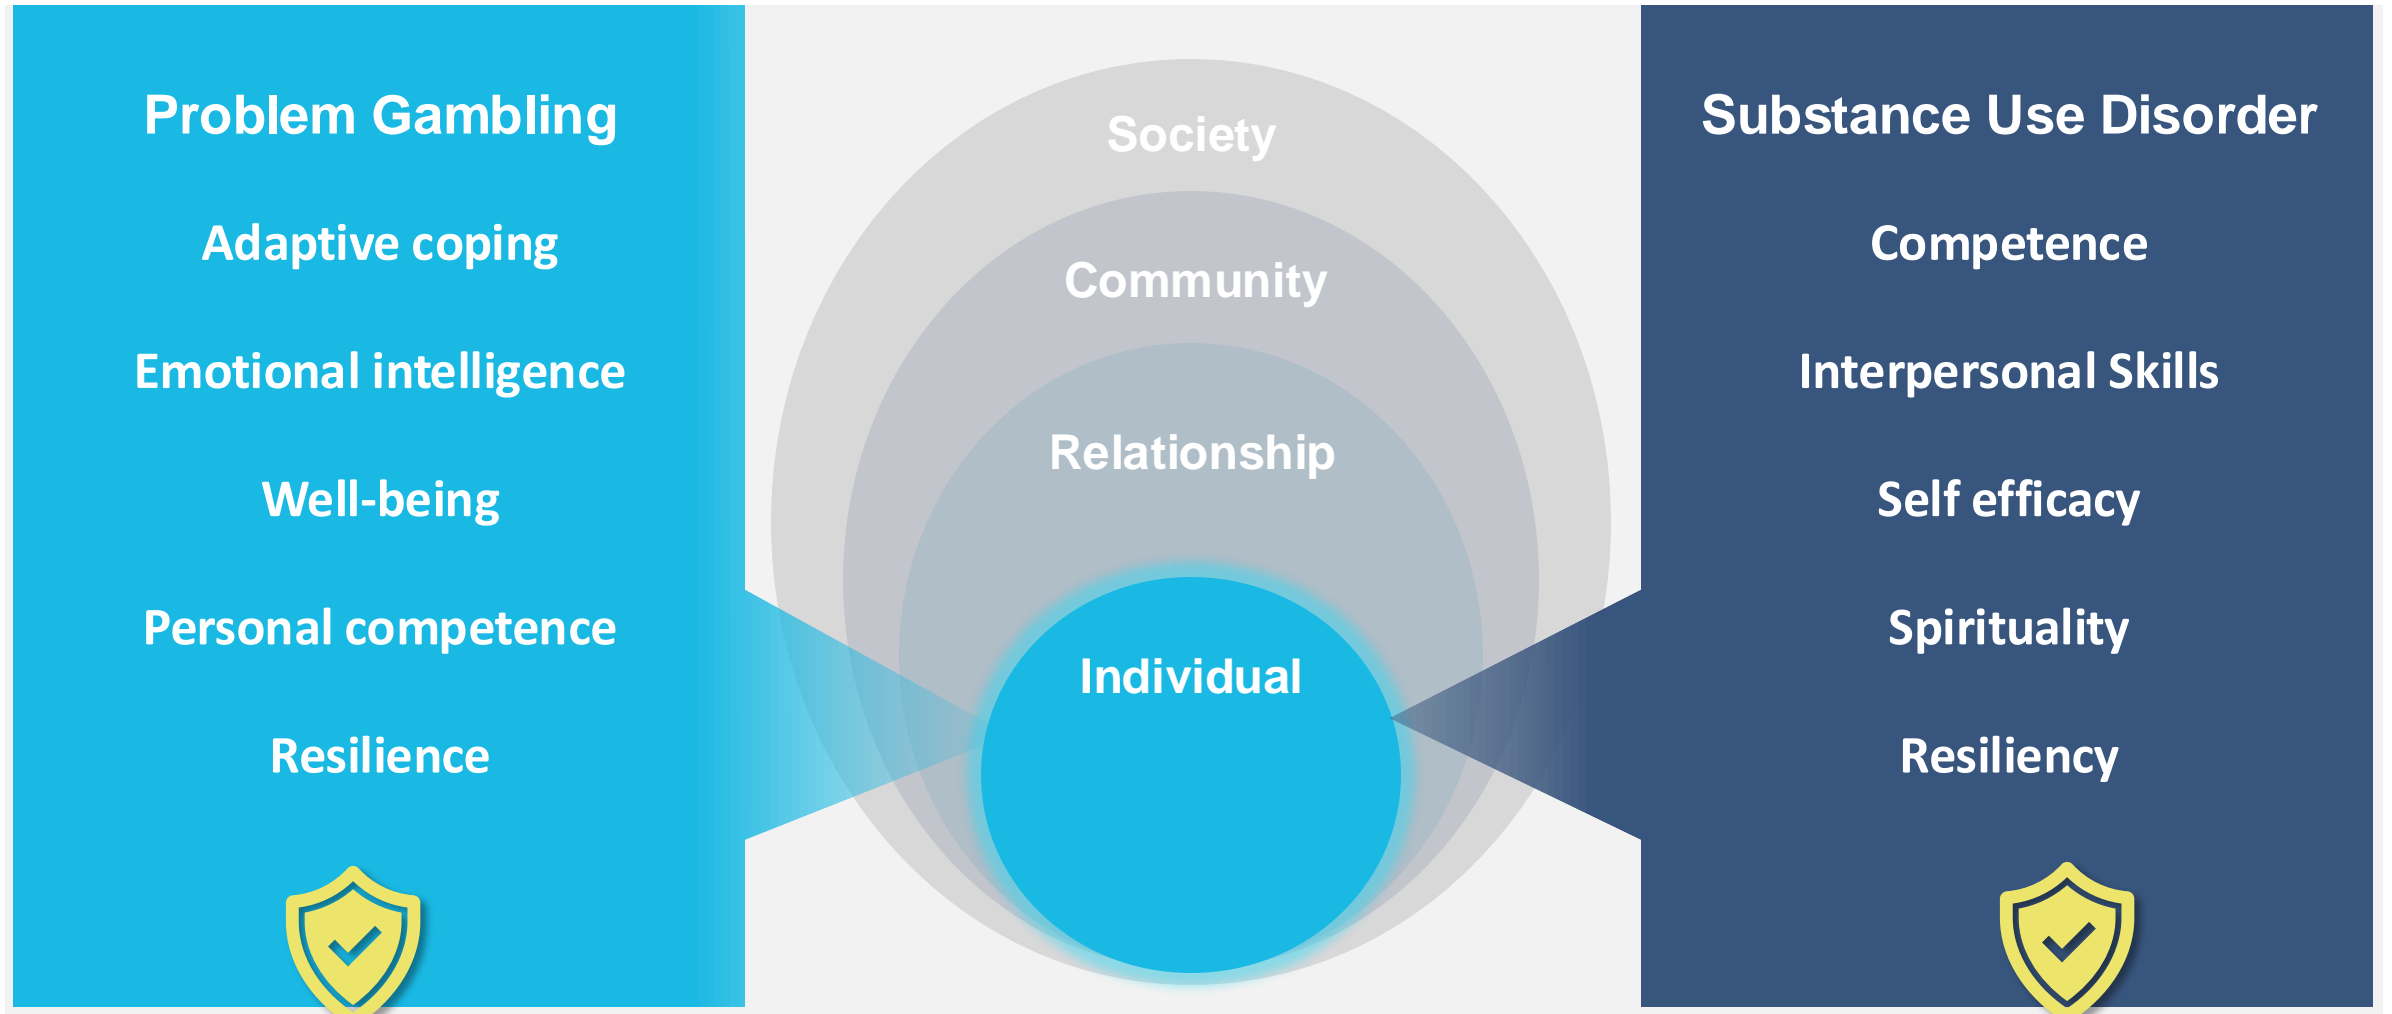 Problem Gambling
Adaptive coping
Emotional intelligence
Well-being
Personal competence
Resilience
Society
Community
Relationship
Individual
Substance Use Disorder
Competence
Interpersonal Skills
Self efficacy
Spirituality
Resiliency